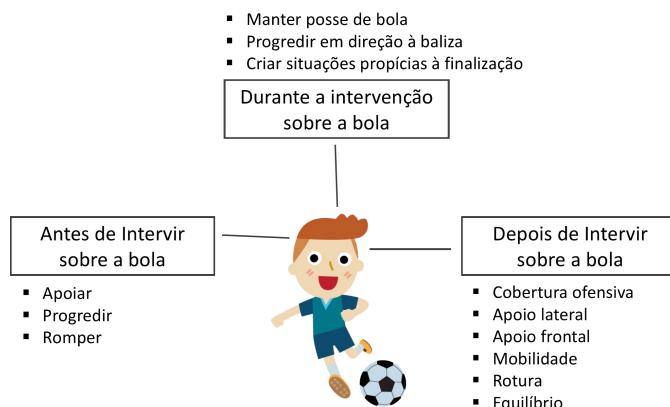 ▪ Manter posse de bola
▪ Progredir em direção à baliza
▪ Criar situações propícias à finalização
Durante a intervenção
sobre a bola
Antes de Intervir
sobre a bola
▪ Apoiar
▪ Progredir
▪ Romper
Depois de Intervir
sobre a bola
▪ Cobertura ofensiva
▪ Apoio lateral
▪ Apoio frontal
▪ Mobilidade
▪ Rotura
▪ Equilíbrio